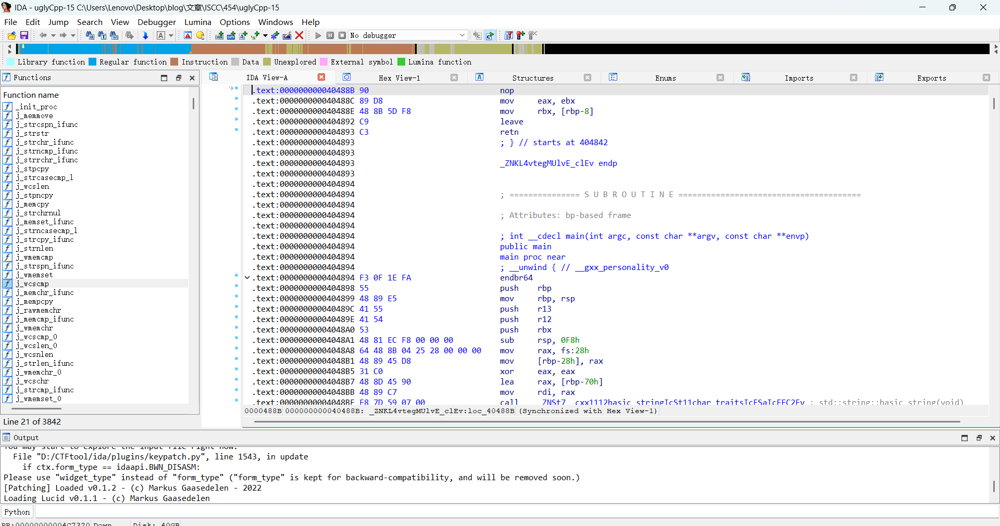 IDA - uglyCpp-15 C:\Users\Lenovo\Desktop\blog\文章\ISCC\454\uglyCpp-15
File Edit Jump Search View Debugger Lumina Options Windows Help
No debugger
Library function Regular function Instruction Data Unexplored External symbol Lumina function
Functions
Function name
_init_proc
j_memmove
j_strcspn_ifunc
j_strstr
j_strchr_ifunc
j_strncmp_ifunc
j_strrchr_ifunc
j_stpcpy
j_strcasecmp_l
j_wcslen
j_stpncpy
j_memcpy
j_strchrnul
j_memset_ifunc
j_strncasecmp_l
j_strcpy_ifunc
j_strnlen
j_wmemcmp
j_strspn_ifunc
j_wmemset
j_wcscmp
j_memchr_ifunc
j_mempcpy
j_rawmemchr
j_memcmp_ifunc
j_wmemchr
j_wcscmp_0
j_wcslen_0
j_wcsnlen
j_strlen_ifunc
j_wmemchr_0
j_wcschr
j_strcmp_ifunc
j_wmemset_0
Line 21 of 3842
IDA View-A Hex View-1 Structures Enums Imports Exports
.text:000000000040488B 90 nop
.text:000000000040488C 89 D8 mov eax, ebx
.text:000000000040488E 48 8B 5D F8 mov rbx, [rbp-8]
.text:0000000000404892 C9 leave
.text:0000000000404893 C3 retn
.text:0000000000404893 ; } // starts at 404842
.text:0000000000404893
.text:0000000000404893 _ZNKL4vtegMUlvE_clEv endp
.text:0000000000404893
.text:0000000000404894
.text:0000000000404894 ; =============== S U B R O U T I N E =======================================
.text:0000000000404894
.text:0000000000404894 ; Attributes: bp-based frame
.text:0000000000404894
.text:0000000000404894 ; int __cdecl main(int argc, const char **argv, const char **envp)
.text:0000000000404894 public main
.text:0000000000404894 main proc near
.text:0000000000404894 ; __unwind { // __gxx_personality_v0
.text:0000000000404894 F3 0F 1E FA endbr64
.text:0000000000404898 55 push rbp
.text:0000000000404899 48 89 E5 mov rbp, rsp
.text:000000000040489C 41 55 push r13
.text:000000000040489E 41 54 push r12
.text:00000000004048A0 53 push rbx
.text:00000000004048A1 48 81 EC F8 00 00 00 sub rsp, 0F8h
.text:00000000004048A8 64 48 8B 04 25 28 00 00 00 mov rax, fs:28h
.text:00000000004048B1 48 89 45 D8 mov [rbp-28h], rax
.text:00000000004048B5 31 C0 xor eax, eax
.text:00000000004048B7 48 8D 45 90 lea rax, [rbp-70h]
.text:00000000004048BB 48 89 C7 mov rdi, rax
.text:00000000004048BE E8 7D 59 07 00 call _ZNSt7__cxx1112basic_stringIcSt11char_traitsIcESaIcEEC2Ev ; std::string::basic_string(void)
0000488B 000000000040488B: _ZNKL4vtegMUlvE_clEv:loc_40488B (Synchronized with Hex View-1)
Output
You may start to explore the input file right now.
File "D:/CTFtool/ida/plugins/keypatch.py", line 1543, in update
if ctx.form_type == idaapi.BWN_DISASM:
Please use "widget_type" instead of "form_type" ("form_type" is kept for backward-compatibility, and will be removed soon.)
[Patching] Loaded v0.1.2 - (c) Markus Gaasedelen - 2022
Loading Lucid v0.1.1 - (c) Markus Gaasedelen
Python
Down Disk: 40GB